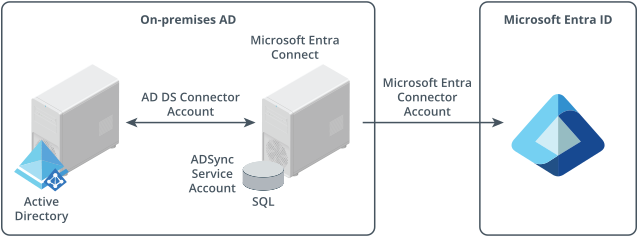 On-premises AD
Microsoft Entra ID
Microsoft Entra
Connect
AD DS Connector
Account
Microsoft Entra
Connector
Account
ADSync
Service
Account
SQL
Active
Directory